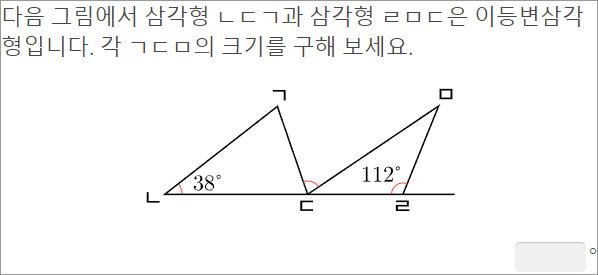 다음 그림에서 삼각형 ㄴㄷㄱ과 삼각형 ㄹㅁㄷ은 이등변삼각
형입니다. 각 ㄱㄷㅁ의 크기를 구해 보세요.
ㄱ
ㅁ
38°
112°
ㄴ
ㄷ
ㄹ
°